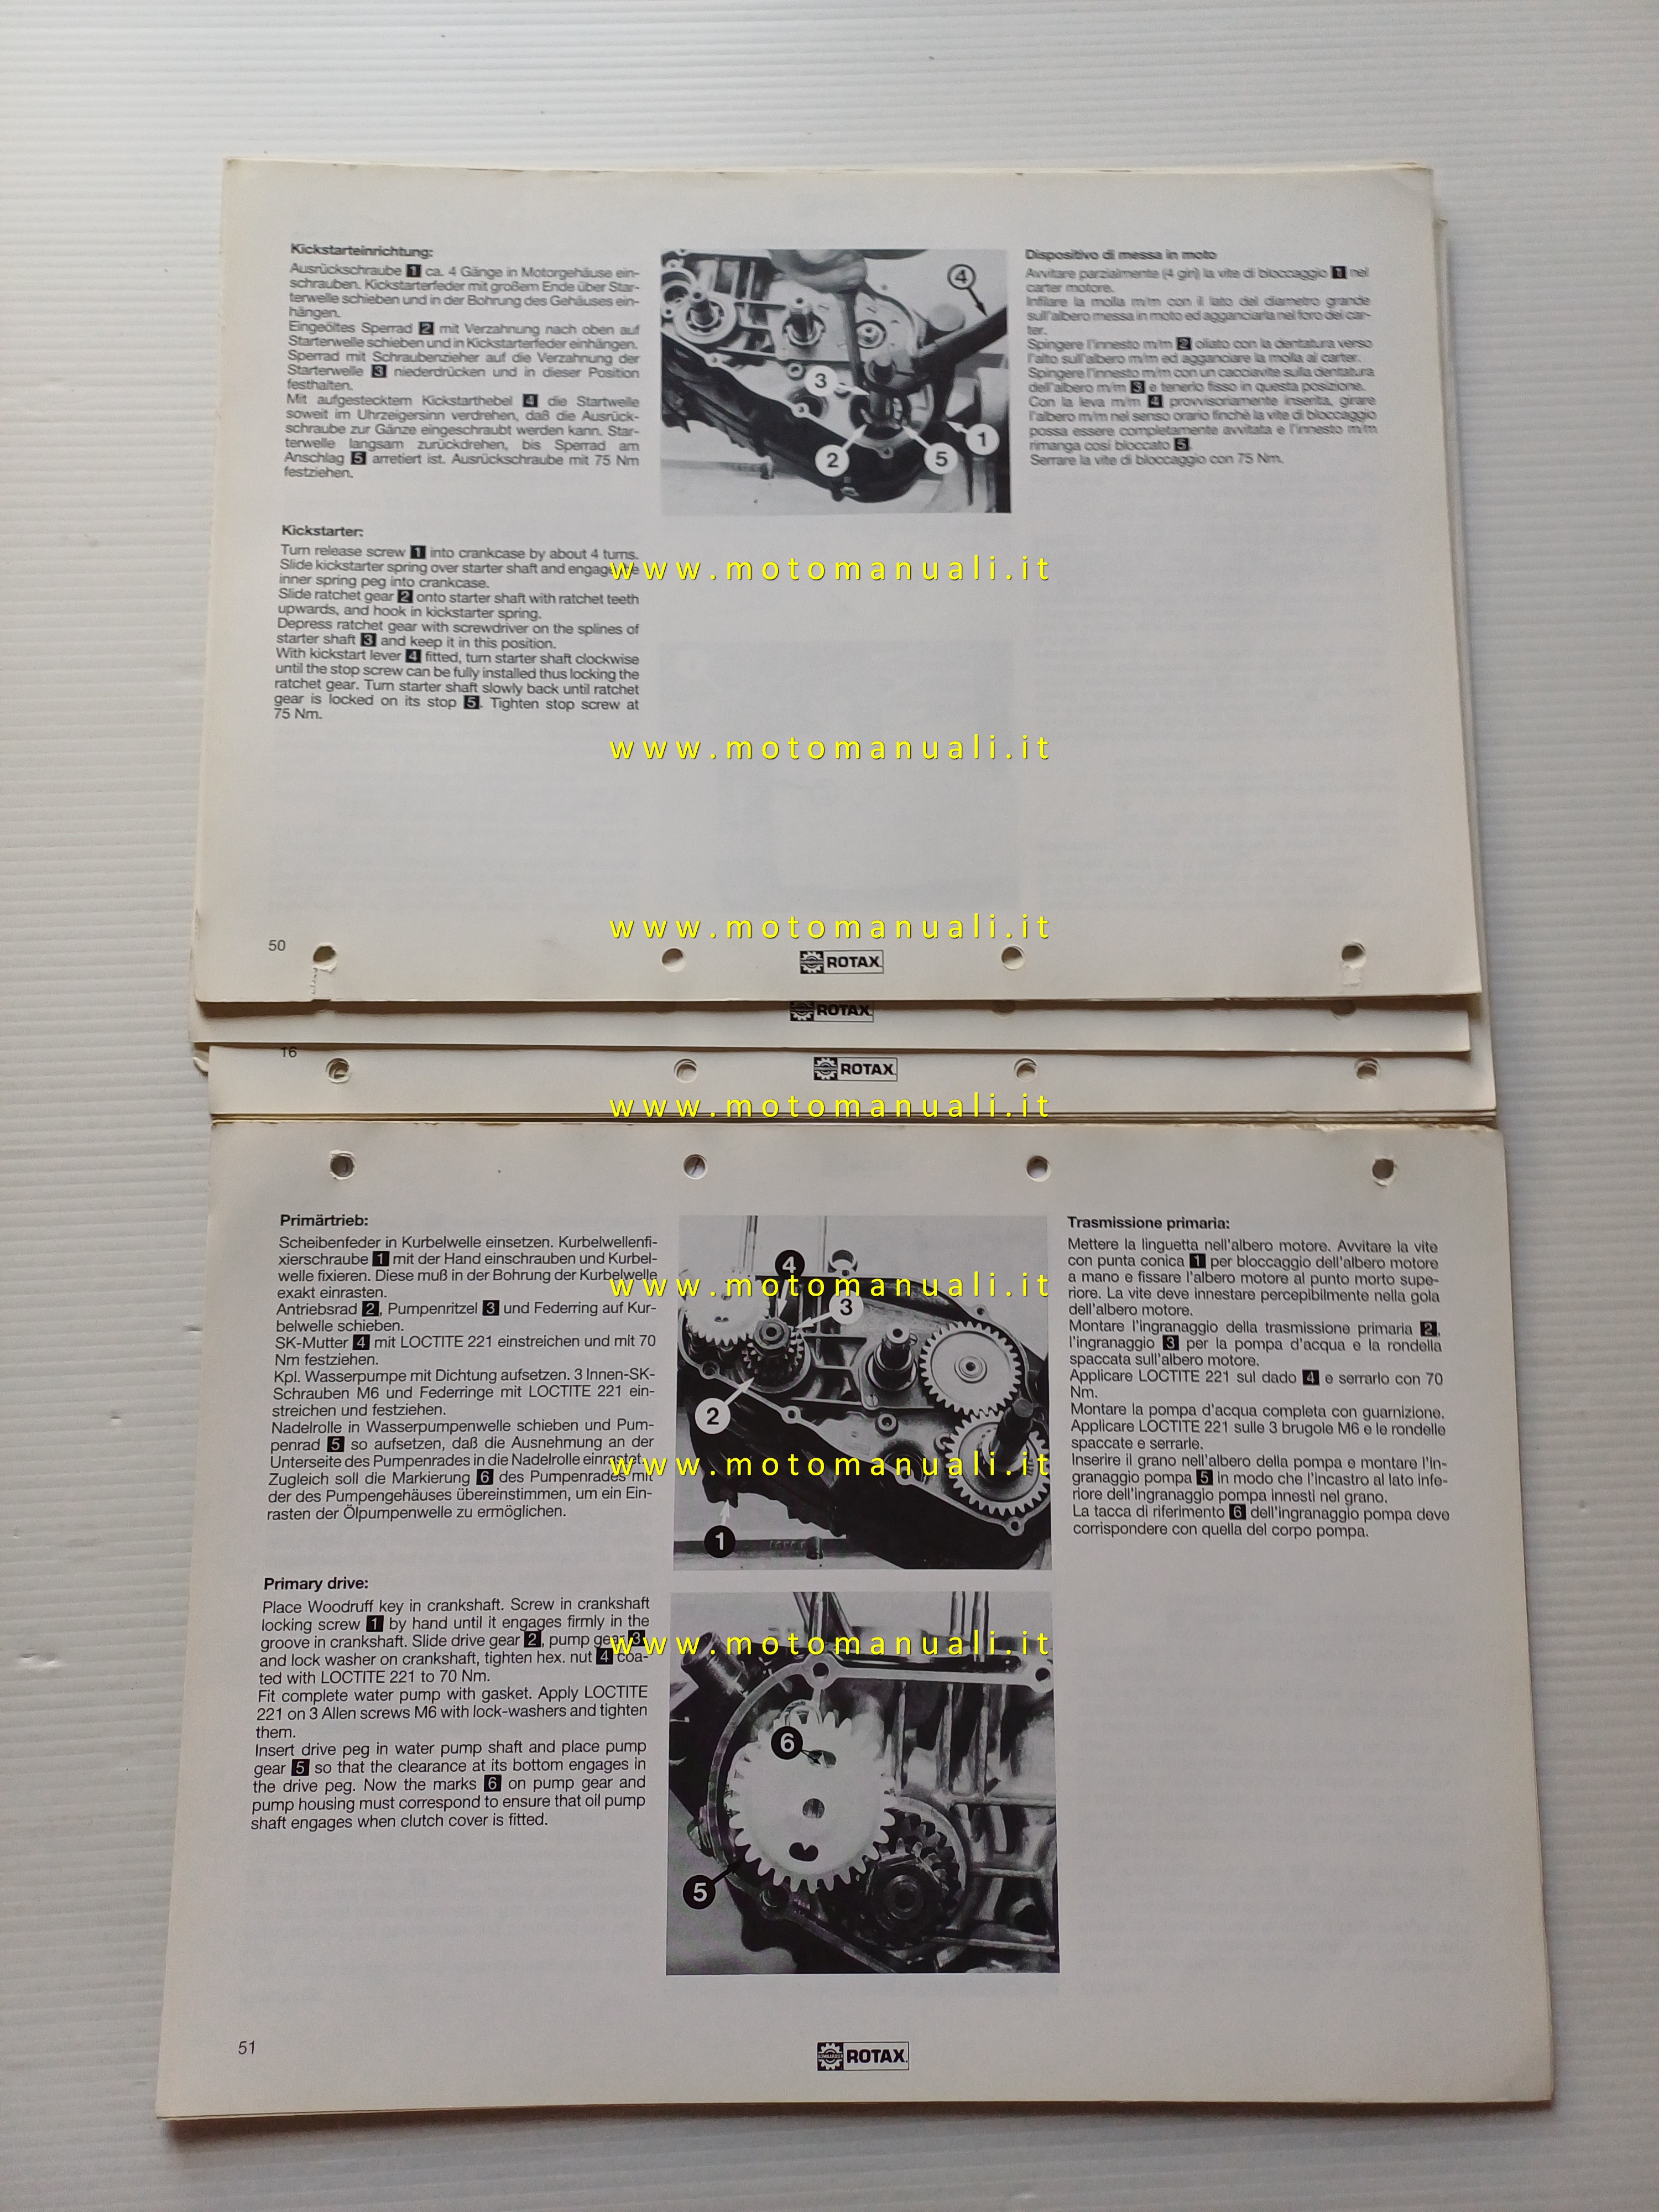 Kickstarteinrichtung:
Ausrückschraube 1 ca. 4 Gänge in Motorgehäuse ein-
schrauben. Kickstarterfeder mit großem Ende über Star-
terwelle schieben und in der Bohrung des Gehäuses ein-
hängen.
Eingeöltes Sperrad 2 mit Verzahnung nach oben auf
Starterwelle schieben und in Kickstarterfeder einhängen.
Sperrad mit Schraubenzieher auf die Verzahnung der
Starterwelle 3 niederdrücken und in dieser Position
festhalten.
Mit aufgestecktem Kickstarthebel 4 die Startwelle
soweit im Uhrzeigersinn verdrehen, daß die Ausrück-
schraube zur Gänze eingeschraubt werden kann. Star-
terwelle langsam zurückdrehen, bis Sperrad am
Anschlag 5 arretiert ist. Ausrückschraube mit 75 Nm
festziehen.
Kickstarter:
Turn release screw 1 into crankcase by about 4 turns.
Slide kickstarter spring over starter shaft and engage
inner spring peg into crankcase.
Slide ratchet gear 2 onto starter shaft with ratchet teeth
upwards, and hook in kickstarter spring.
Depress ratchet gear with screwdriver on the splines of
starter shaft 3 and keep it in this position.
With kickstart lever 4 fitted, turn starter shaft clockwise
until the stop screw can be fully installed thus locking the
ratchet gear. Turn starter shaft slowly back until ratchet
gear is locked on its stop 5. Tighten stop screw at
75 Nm.
4
3
1
2
5
Dispositivo di messa in moto
Avvitare parzialmente (4 giri) la vite di bloccaggio 1 nel
carter motore.
Infilare la molla m/m con il lato del diametro grande
sull'albero messa in moto ed agganciarla nel foro del car-
ter.
Spingere l'innesto m/m 2 oliato con la dentatura verso
l'alto sull'albero m/m ed agganciare la molla al carter.
Spingere l'innesto m/m con un cacciavite sulla dentatura
dell'albero m/m 3 e tenerlo fisso in questa posizione.
Con la leva m/m 4 provvisoriamente inserita, girare
l'albero m/m nel senso orario finchè la vite di bloccaggio
possa essere completamente avvitata e l'innesto m/m
rimanga così bloccato 5.
Serrare la vite di bloccaggio con 75 Nm.
www.motomanuali.it
www.motomanuali.it
www.motomanuali.it
50
ROTAX
ROTAX
16
ROTAX
www.motomanuali.it
Primärtrieb:
Scheibenfeder in Kurbelwelle einsetzen. Kurbelwellenfi-
xierschraube 1 mit der Hand einschrauben und Kurbel-
welle fixieren. Diese muß in der Bohrung der Kurbelwelle
exakt einrasten.
Antriebsrad 2, Pumpenritzel 3 und Federring auf Kur-
belwelle schieben.
SK-Mutter 4 mit LOCTITE 221 einstreichen und mit 70
Nm festziehen.
Kpl. Wasserpumpe mit Dichtung aufsetzen. 3 Innen-SK-
Schrauben M6 und Federringe mit LOCTITE 221 ein-
streichen und festziehen.
Nadelrolle in Wasserpumpenwelle schieben und Pum-
penrad 5 so aufsetzen, daß die Ausnehmung an der
Unterseite des Pumpenrades in die Nadelrolle einrastet.
Zugleich soll die Markierung 6 des Pumpenrades mit
der des Pumpengehäuses übereinstimmen, um ein Ein-
rasten der Ölpumpenwelle zu ermöglichen.
Primary drive:
Place Woodruff key in crankshaft. Screw in crankshaft
locking screw 1 by hand until it engages firmly in the
groove in crankshaft. Slide drive gear 2, pump gear 3
and lock washer on crankshaft, tighten hex. nut 4 coa-
ted with LOCTITE 221 to 70 Nm.
Fit complete water pump with gasket. Apply LOCTITE
221 on 3 Allen screws M6 with lock-washers and tighten
them.
Insert drive peg in water pump shaft and place pump
gear 5 so that the clearance at its bottom engages in
the drive peg. Now the marks 6 on pump gear and
pump housing must correspond to ensure that oil pump
shaft engages when clutch cover is fitted.
4
www.motomanuali.it
3
2
www.motomanuali.it
1
www.motomanuali.it
6
5
Trasmissione primaria:
Mettere la linguetta nell'albero motore. Avvitare la vite
con punta conica 1 per bloccaggio dell'albero motore
a mano e fissare l'albero motore al punto morto supe-
riore. La vite deve innestare percepibilmente nella gola
dell'albero motore.
Montare l'ingranaggio della trasmissione primaria 2,
l'ingranaggio 3 per la pompa d'acqua e la rondella
spaccata sull'albero motore.
Applicare LOCTITE 221 sul dado 4 e serrarlo con 70
Nm.
Montare la pompa d'acqua completa con guarnizione.
Applicare LOCTITE 221 sulle 3 brugole M6 e le rondelle
spaccate e serrarle.
Inserire il grano nell'albero della pompa e montare l'in-
granaggio pompa 5 in modo che l'incastro al lato infe-
riore dell'ingranaggio pompa innesti nel grano.
La tacca di riferimento 6 dell'ingranaggio pompa deve
corrispondere con quella del corpo pompa.
51
ROTAX